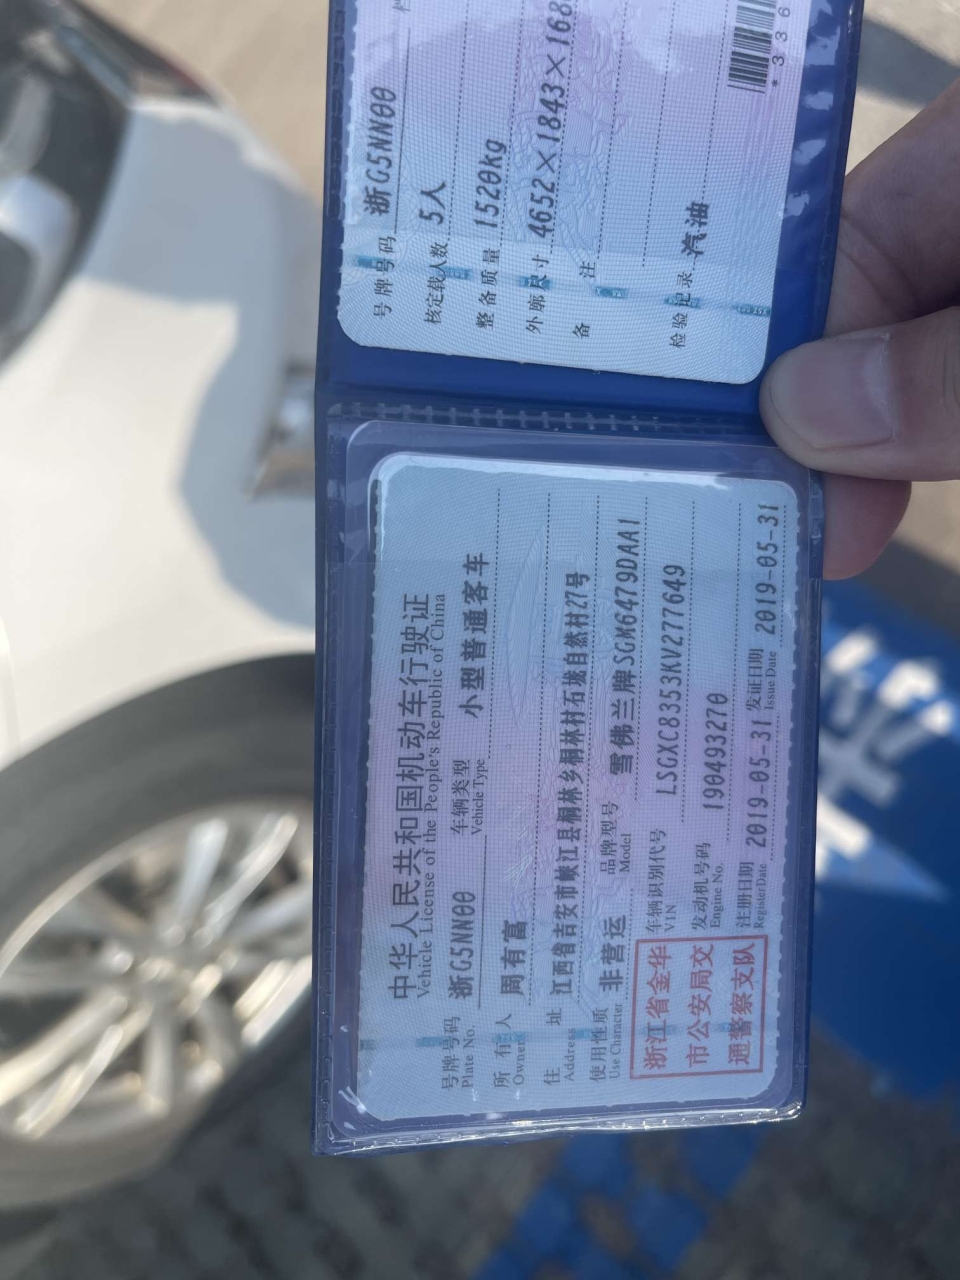 中华人民共和国机动车行驶证
Vehicle License of the People's Republic of China
号牌号码 浙G5NN00 车辆类型 小型普通客车
Plate No. Vehicle Type
所有人 周有富
Owner
住址 江西省吉安市峡江县桐林乡桐林村石拢自然村27号
Address
使用性质 非营运 品牌型号 雪佛兰牌SGM6479DAA1
Use Character Model
浙江省金华
市公安局交
通警察支队
车辆识别代号 LSGXC8353KV277649
VIN
发动机号码 190493270
Engine No.
注册日期 2019-05-31 发证日期 2019-05-31
Register Date Issue Date
号牌号码 浙G5NN00
核定载人数 5人
整备质量 1520kg
外廓尺寸 4652×1843×168
备注
检验记录 汽油
*336